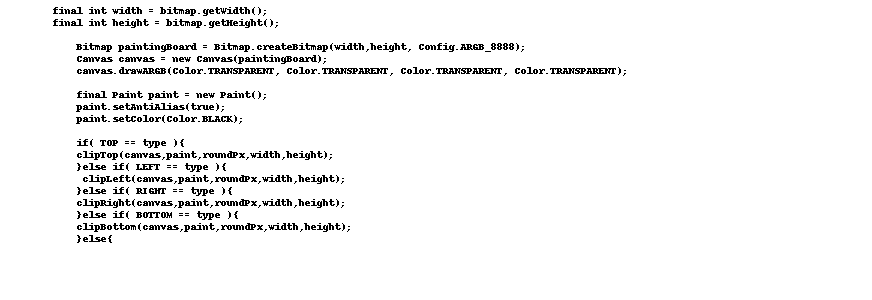 final int width = bitmap.getWidth();
final int height = bitmap.getHeight();
Bitmap paintingBoard = Bitmap.createBitmap(width,height, Config.ARGB_8888);
Canvas canvas = new Canvas(paintingBoard);
canvas.drawARGB(Color.TRANSPARENT, Color.TRANSPARENT, Color.TRANSPARENT, Color.TRANSPARENT);
final Paint paint = new Paint();
paint.setAntiAlias(true);
paint.setColor(Color.BLACK);
if( TOP == type ){
clipTop(canvas,paint,roundPx,width,height);
}else if( LEFT == type ){
clipLeft(canvas,paint,roundPx,width,height);
}else if( RIGHT == type ){
clipRight(canvas,paint,roundPx,width,height);
}else if( BOTTOM == type ){
clipBottom(canvas,paint,roundPx,width,height);
}else{